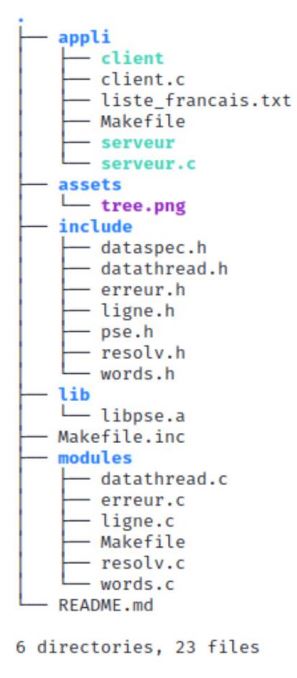 .
├── appli
│   ├── client
│   ├── client.c
│   ├── liste_francais.txt
│   ├── Makefile
│   ├── serveur
│   └── serveur.c
├── assets
│   └── tree.png
├── include
│   ├── dataspec.h
│   ├── datathread.h
│   ├── erreur.h
│   ├── ligne.h
│   ├── pse.h
│   ├── resolv.h
│   └── words.h
├── lib
│   └── libpse.a
├── Makefile.inc
├── modules
│   ├── datathread.c
│   ├── erreur.c
│   ├── ligne.c
│   ├── Makefile
│   ├── resolv.c
│   └── words.c
└── README.md
6 directories, 23 files